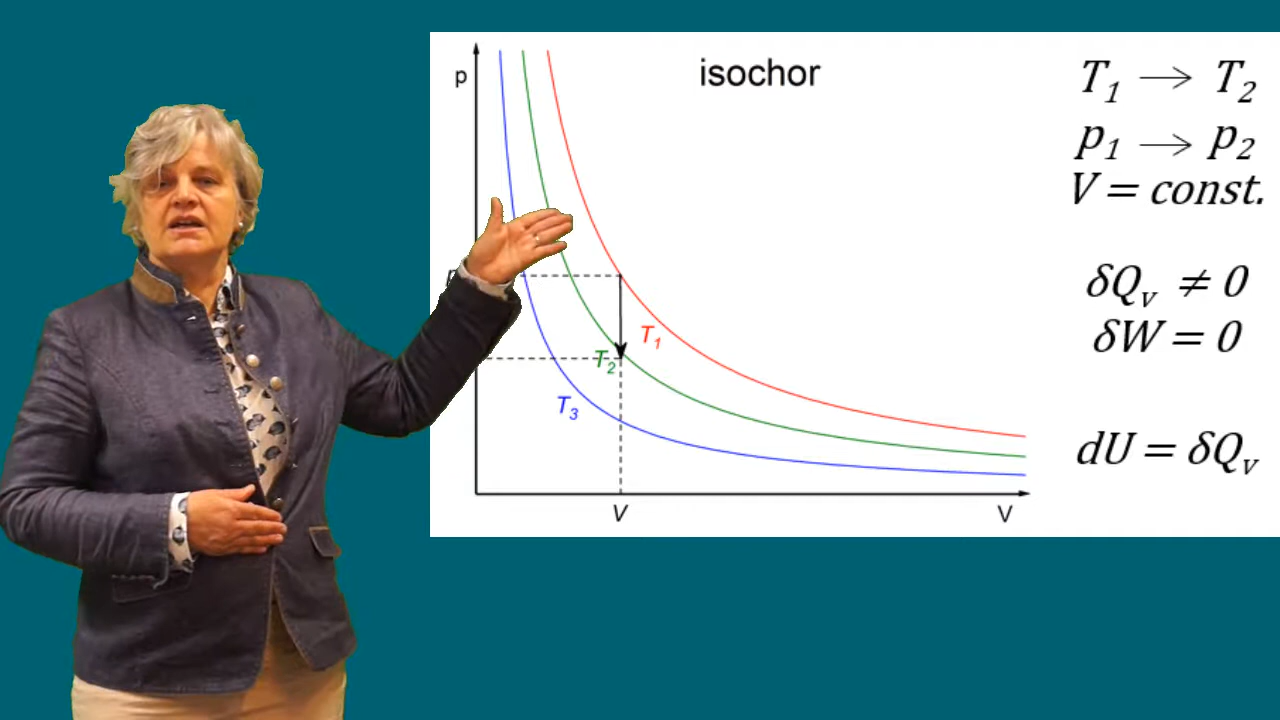 isochor
p
T₁
T₂
T₃
V
V
T₁ → T₂
p₁ → p₂
V = const.
δQᵥ ≠ 0
δW = 0
dU = δQᵥ